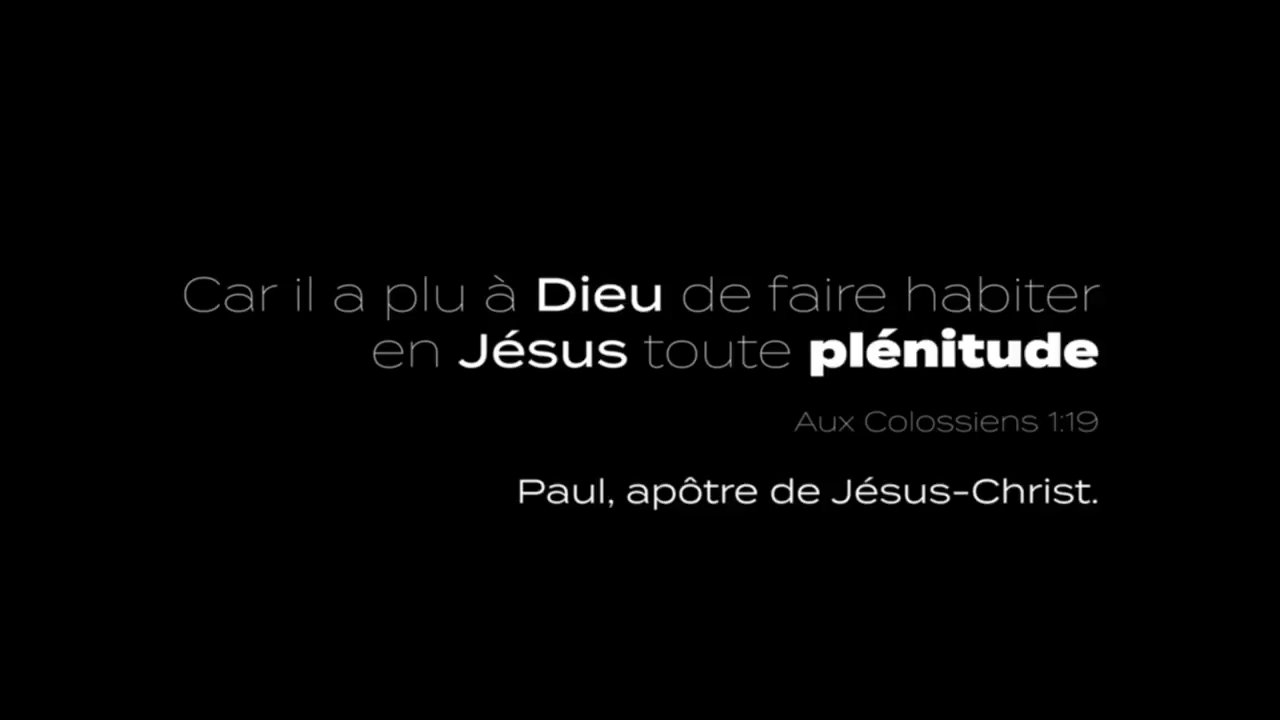 Car il a plu à Dieu de faire habiter
en Jésus toute plénitude
Aux Colossiens 1:19
Paul, apôtre de Jésus-Christ.